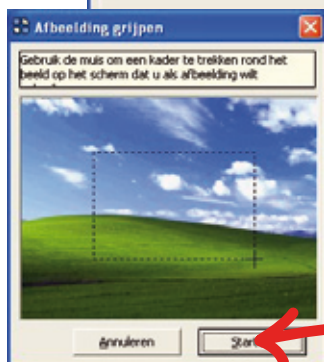 Afbeelding grijpen
Gebruik de muis om een kader te trekken rond het
beeld op het scherm dat u als afbeelding wilt
Annuleren